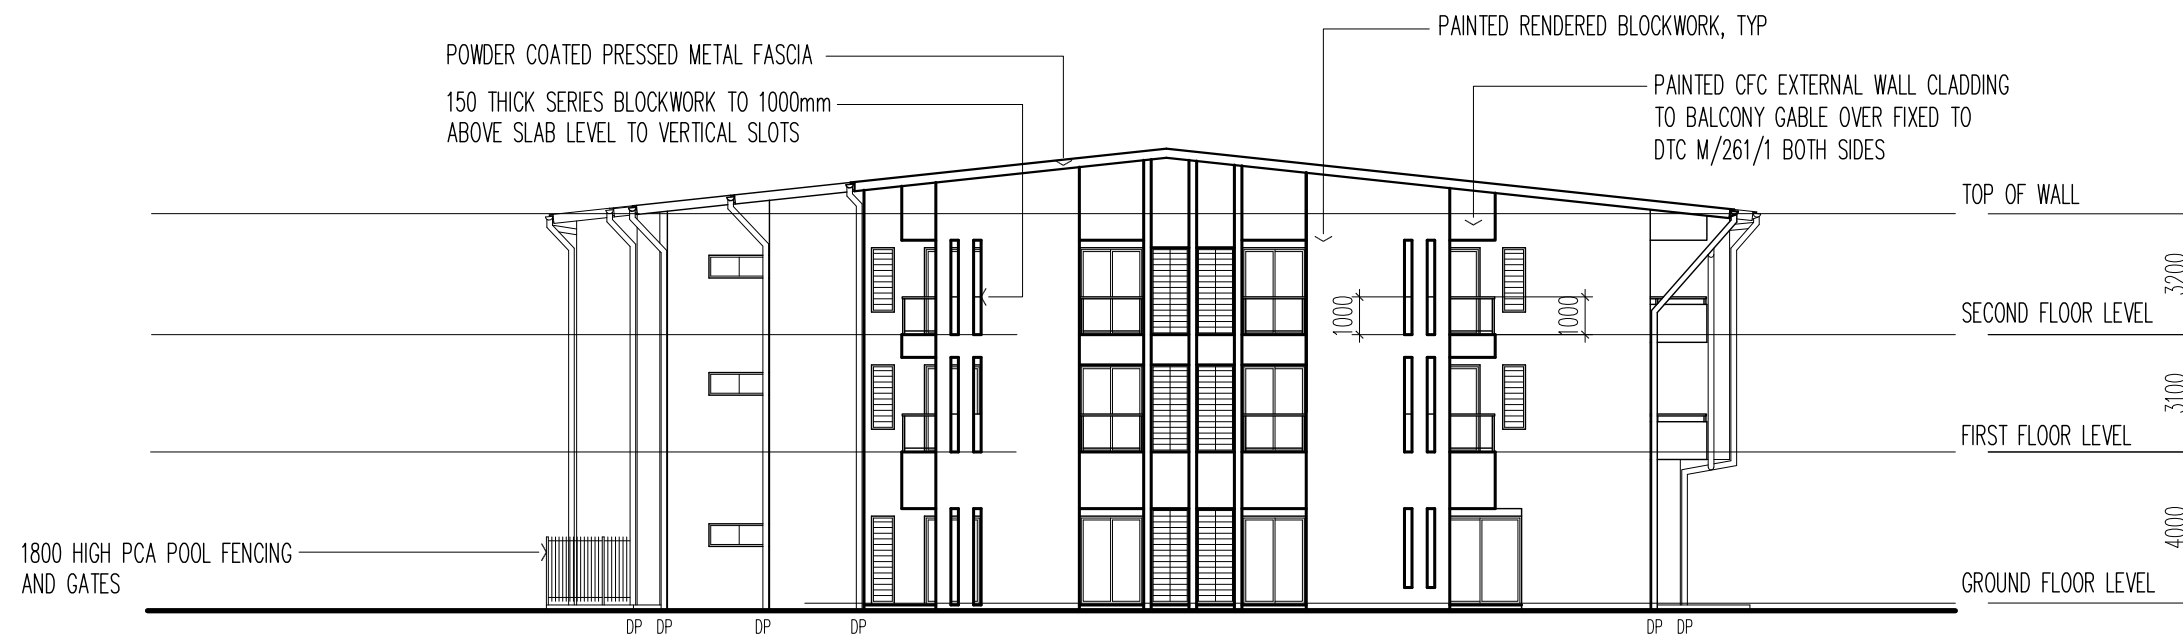 PAINTED RENDERED BLOCKWORK, TYP
POWDER COATED PRESSED METAL FASCIA
150 THICK SERIES BLOCKWORK TO 1000mm
ABOVE SLAB LEVEL TO VERTICAL SLOTS
PAINTED CFC EXTERNAL WALL CLADDING
TO BALCONY GABLE OVER FIXED TO
DTC M/261/1 BOTH SIDES
TOP OF WALL
3200
1000
1000
SECOND FLOOR LEVEL
3100
FIRST FLOOR LEVEL
4000
1800 HIGH PCA POOL FENCING
AND GATES
GROUND FLOOR LEVEL
DP DP DP DP DP DP